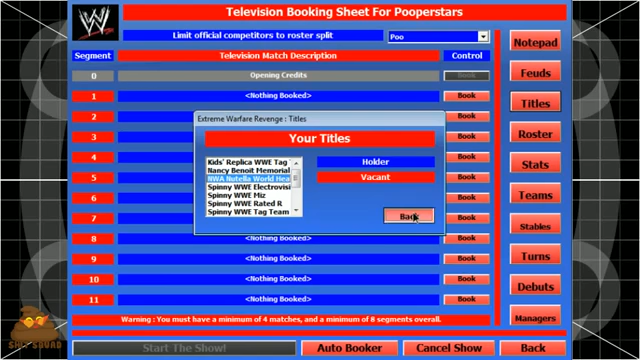 Television Booking Sheet For Pooperstars
Limit official competitors to roster split
Poo
Notepad
Segment
Television Match Description
Control
Feuds
0
Opening Credits
Book
1
<Nothing Booked>
Book
Titles
2
Book
3
Book
Roster
4
Book
Stats
5
Book
6
Book
Teams
7
Book
Stables
8
<Nothing Booked>
Book
9
<Nothing Booked>
Book
Turns
10
<Nothing Booked>
Book
Debuts
11
<Nothing Booked>
Book
Managers
Extreme Warfare Revenge : Titles
Your Titles
Kids' Replica WWE Tag
Nancy Benoit Memorial
NWA Nutella World Hea
Spinny WWE Electrovisi
Spinny WWE Miz
Spinny WWE Rated R
Spinny WWE Tag Team
Holder
Vacant
Back
Warning : You must have a minimum of 4 matches, and a minimum of 8 segments overall.
Start The Show!
Auto Booker
Cancel Show
Back
SHIT SQUAD